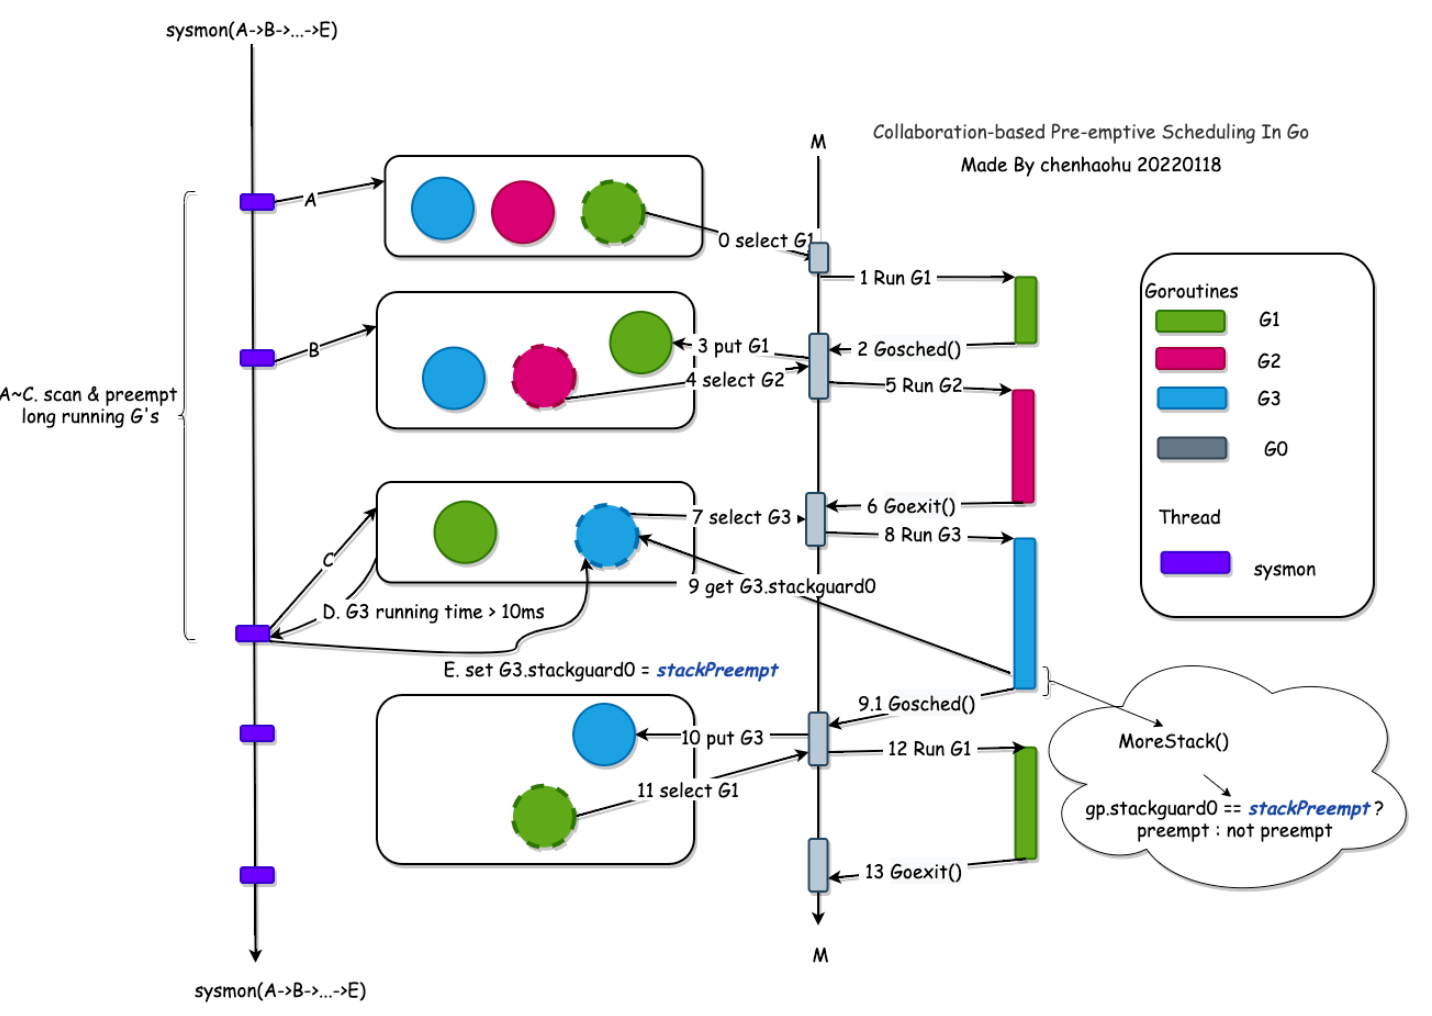 sysmon(A->B->...->E)
Collaboration-based Pre-emptive Scheduling In Go
Made By chenhaohu 20220118
M
A
0 select G1
1 Run G1
Goroutines
G1
G2
G3
G0
Thread
sysmon
B
3 put G1
2 Gosched()
4 select G2
5 Run G2
A~C. scan & preempt
long running G's
6 Goexit()
7 select G3
8 Run G3
C
9 get G3.stackguard0
D. G3 running time > 10ms
E. set G3.stackguard0 = stackPreempt
9.1 Gosched()
10 put G3
12 Run G1
11 select G1
MoreStack()
gp.stackguard0 == stackPreempt ?
preempt : not preempt
13 Goexit()
M
sysmon(A->B->...->E)